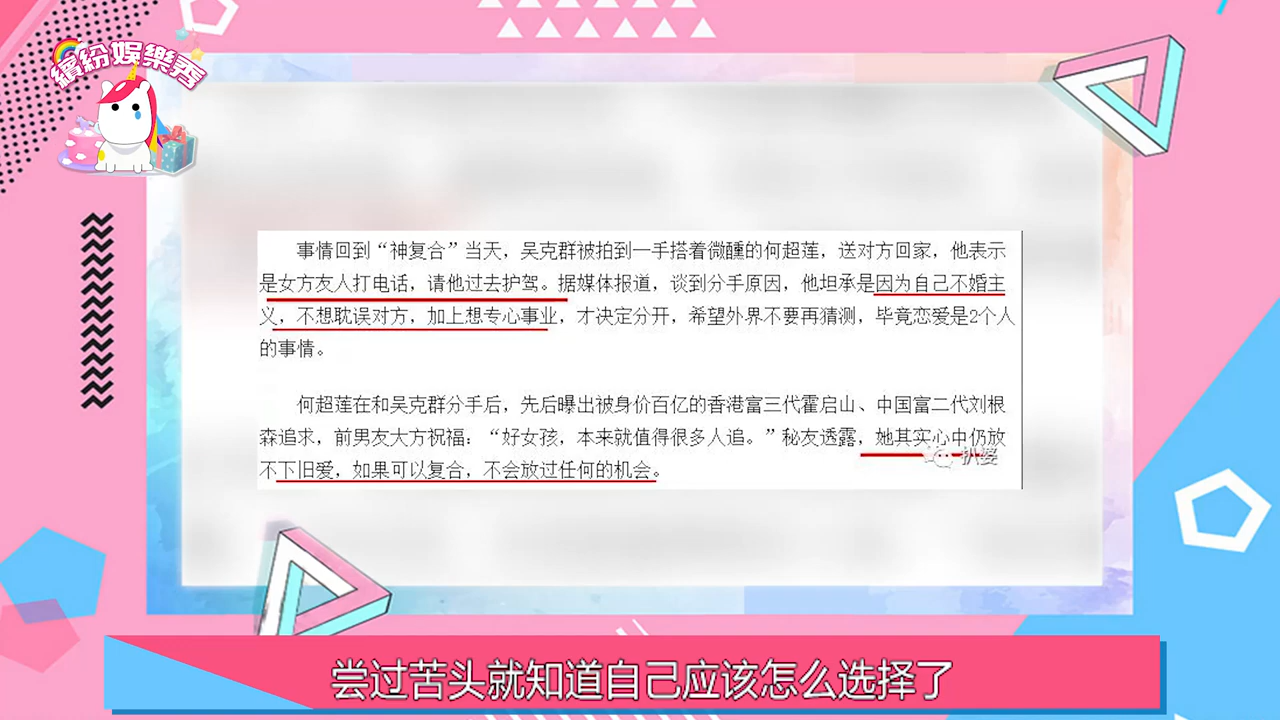 繽紛娛樂秀
事情回到“神复合”当天，吴克群被拍到一手搭着微醺的何超莲，送对方回家，他表示
是女方友人打电话，请他过去护驾。据媒体报道，谈到分手原因，他坦承是因为自己不婚主
义，不想耽误对方，加上想专心事业，才决定分开，希望外界不要再猜测，毕竟恋爱是2个人
的事情。
何超莲在和吴克群分手后，先后曝出被身价百亿的香港富三代霍启山、中国富二代刘根
森追求，前男友大方祝福：“好女孩，本来就值得很多人追。”秘友透露，她其实心中仍放
不下旧爱，如果可以复合，不会放过任何的机会。
扒婆
尝过苦头就知道自己应该怎么选择了